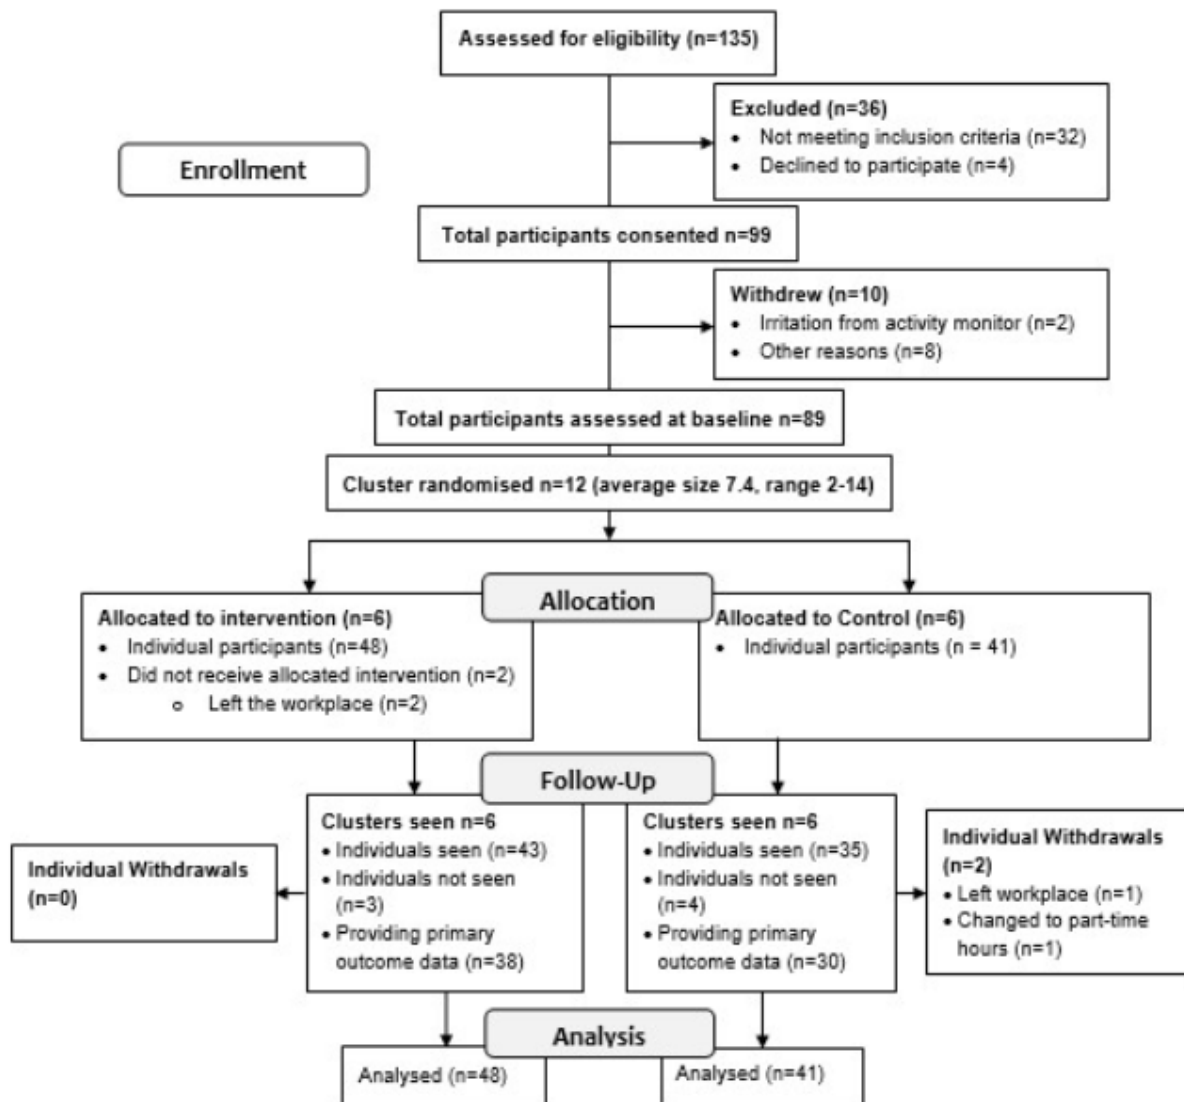 Assessed for eligibility (n=135)
Excluded (n=36)
• Not meeting inclusion criteria (n=32)
• Declined to participate (n=4)
Enrollment
Total participants consented n=99
Withdrew (n=10)
• Irritation from activity monitor (n=2)
• Other reasons (n=8)
Total participants assessed at baseline n=89
Cluster randomised n=12 (average size 7.4, range 2-14)
Allocation
Allocated to intervention (n=6)
• Individual participants (n=48)
• Did not receive allocated intervention (n=2)
o Left the workplace (n=2)
Allocated to Control (n=6)
• Individual participants (n = 41)
Follow-Up
Individual Withdrawals
(n=0)
Clusters seen n=6
• Individuals seen (n=43)
• Individuals not seen
(n=3)
• Providing primary
outcome data (n=38)
Clusters seen n=6
• Individuals seen (n=35)
• Individuals not seen
(n=4)
• Providing primary
outcome data (n=30)
Individual Withdrawals
(n=2)
• Left workplace (n=1)
• Changed to part-time
hours (n=1)
Analysis
Analysed (n=48)
Analysed (n=41)